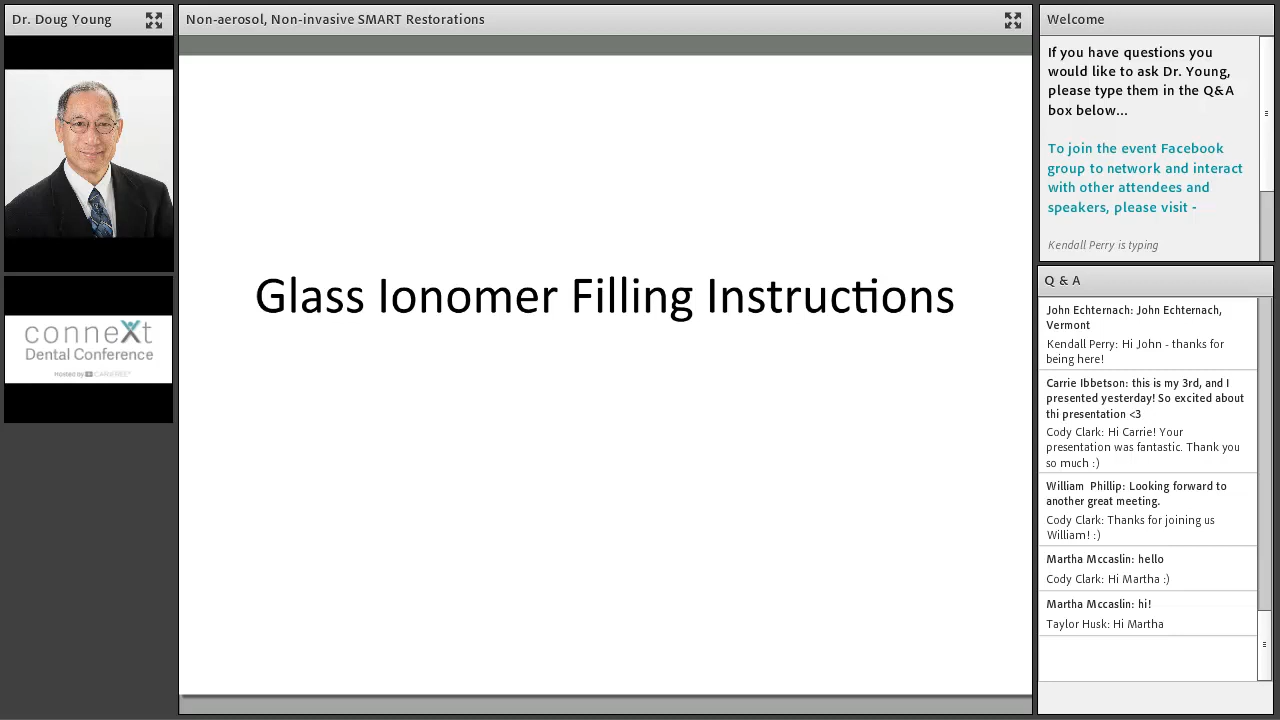 Dr. Doug Young
Non-aerosol, Non-invasive SMART Restorations
Glass Ionomer Filling Instructions
conneXt
Dental Conference
Hosted by CARIFREE
Welcome
If you have questions you
would like to ask Dr. Young,
please type them in the Q&A
box below...
To join the event Facebook
group to network and interact
with other attendees and
speakers, please visit -
Kendall Perry is typing
Q & A
John Echternach: John Echternach,
Vermont
Kendall Perry: Hi John - thanks for
being here!
Carrie Ibbetson: this is my 3rd, and I
presented yesterday! So excited about
thi presentation <3
Cody Clark: Hi Carrie! Your
presentation was fantastic. Thank you
so much :)
William  Phillip: Looking forward to
another great meeting.
Cody Clark: Thanks for joining us
William! :)
Martha Mccaslin: hello
Cody Clark: Hi Martha :)
Martha Mccaslin: hi!
Taylor Husk: Hi Martha